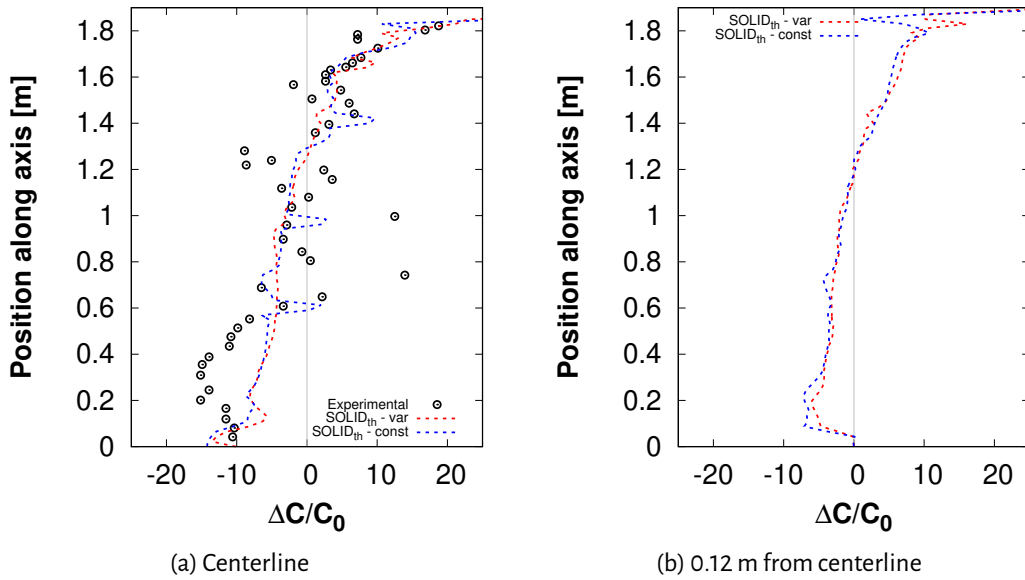 Position along axis [m]
1.8
1.6
1.4
1.2
1
0.8
0.6
0.4
0.2
0
-20 -10 0 10 20
ΔC/C0
Experimental
SOLIDth - var
SOLIDth - const
(a) Centerline
Position along axis [m]
1.8
1.6
1.4
1.2
1
0.8
0.6
0.4
0.2
0
-20 -10 0 10 20
ΔC/C0
SOLIDth - var
SOLIDth - const
(b) 0.12 m from centerline